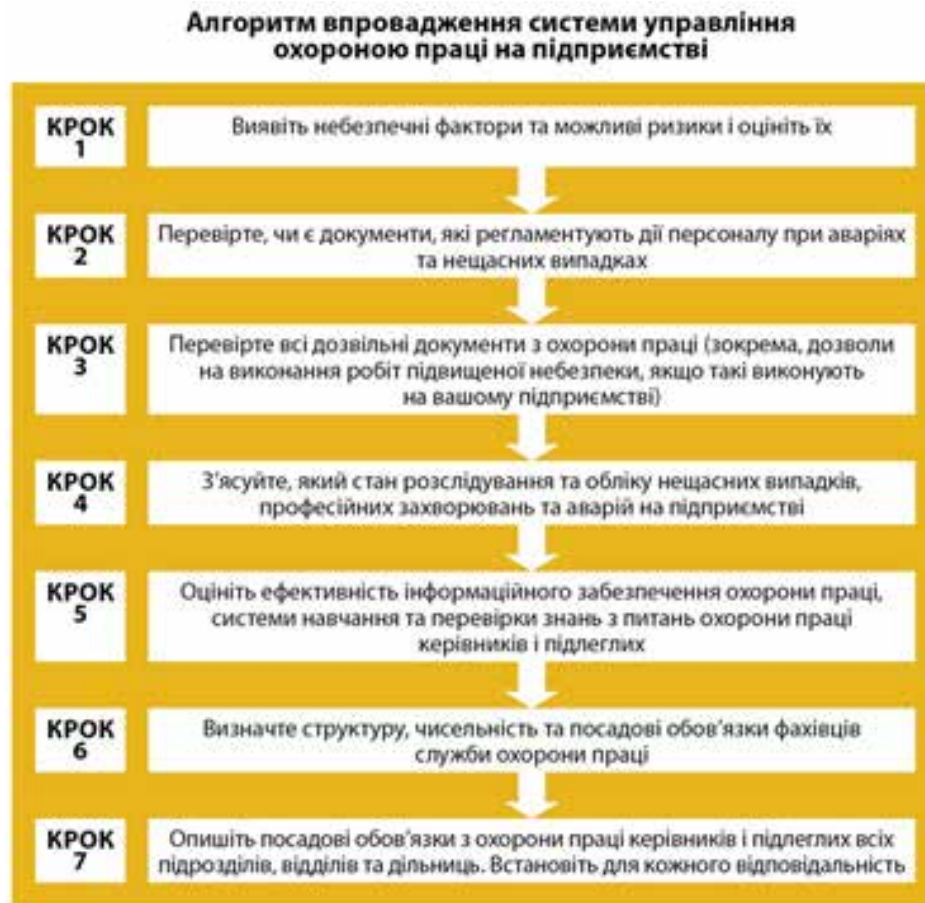 Алгоритм впровадження системи управління
охороною праці на підприємстві
КРОК
1
Виявіть небезпечні фактори та можливі ризики і оцініть їх
КРОК
2
Перевірте, чи є документи, які регламентують дії персоналу при аваріях
та нещасних випадках
КРОК
3
Перевірте всі дозвільні документи з охорони праці (зокрема, дозволи
на виконання робіт підвищеної небезпеки, якщо такі виконують
на вашому підприємстві)
КРОК
4
З’ясуйте, який стан розслідування та обліку нещасних випадків,
професійних захворювань та аварій на підприємстві
КРОК
5
Оцініть ефективність інформаційного забезпечення охорони праці,
системи навчання та перевірки знань з питань охорони праці
керівників і підлеглих
КРОК
6
Визначте структуру, чисельність та посадові обов’язки фахівців
служби охорони праці
КРОК
7
Опишіть посадові обов’язки з охорони праці керівників і підлеглих всіх
підрозділів, відділів та дільниць. Встановіть для кожного відповідальність